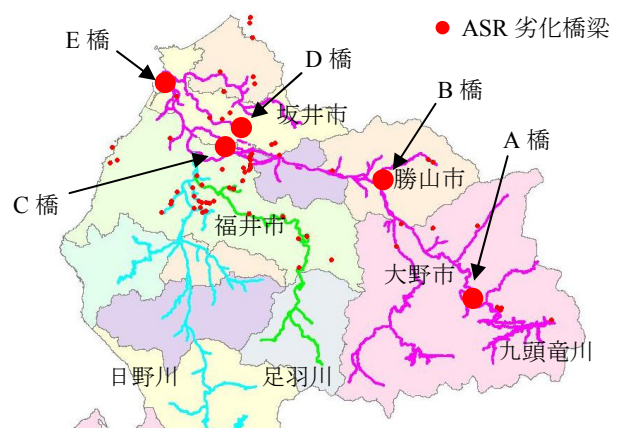 ● ASR 劣化橋梁
E 橋
D 橋
坂井市
B 橋
A 橋
勝山市
C 橋
福井市
大野市
九頭竜川
日野川
足羽川